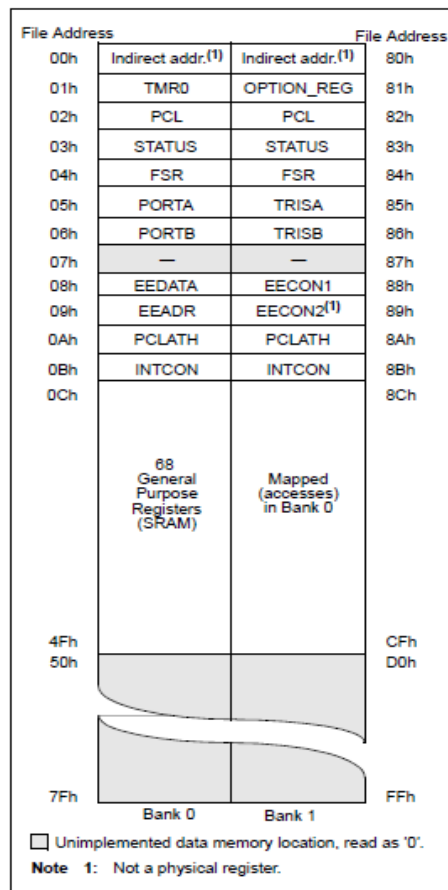 File Address File Address
00h Indirect addr.(1) Indirect addr.(1) 80h
01h TMR0 OPTION_REG 81h
02h PCL PCL 82h
03h STATUS STATUS 83h
04h FSR FSR 84h
05h PORTA TRISA 85h
06h PORTB TRISB 86h
07h — — 87h
08h EEDATA EECON1 88h
09h EEADR EECON2(1) 89h
0Ah PCLATH PCLATH 8Ah
0Bh INTCON INTCON 8Bh
0Ch 8Ch
68
General Mapped
Purpose (accesses)
Registers in Bank 0
(SRAM)
4Fh CFh
50h D0h
7Fh FFh
Bank 0 Bank 1
Unimplemented data memory location, read as '0'.
Note 1: Not a physical register.